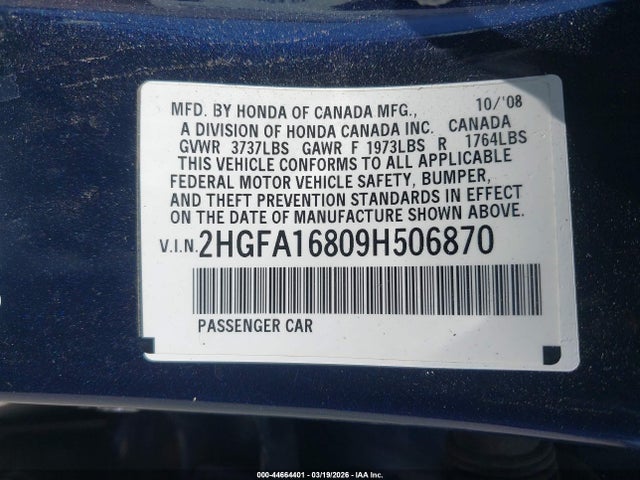 MFD. BY HONDA OF CANADA MFG., 10/'08
A DIVISION OF HONDA CANADA INC. CANADA
GVWR 3737LBS GAWR F 1973LBS R 1764LBS
THIS VEHICLE CONFORMS TO ALL APPLICABLE
FEDERAL MOTOR VEHICLE SAFETY, BUMPER,
AND THEFT PREVENTION STANDARDS IN EFFECT
ON THE DATE OF MANUFACTURE SHOWN ABOVE.
V.I.N. 2HGFA16809H506870
PASSENGER CAR
000-44664401 - 03/19/2026 - IAA Inc.